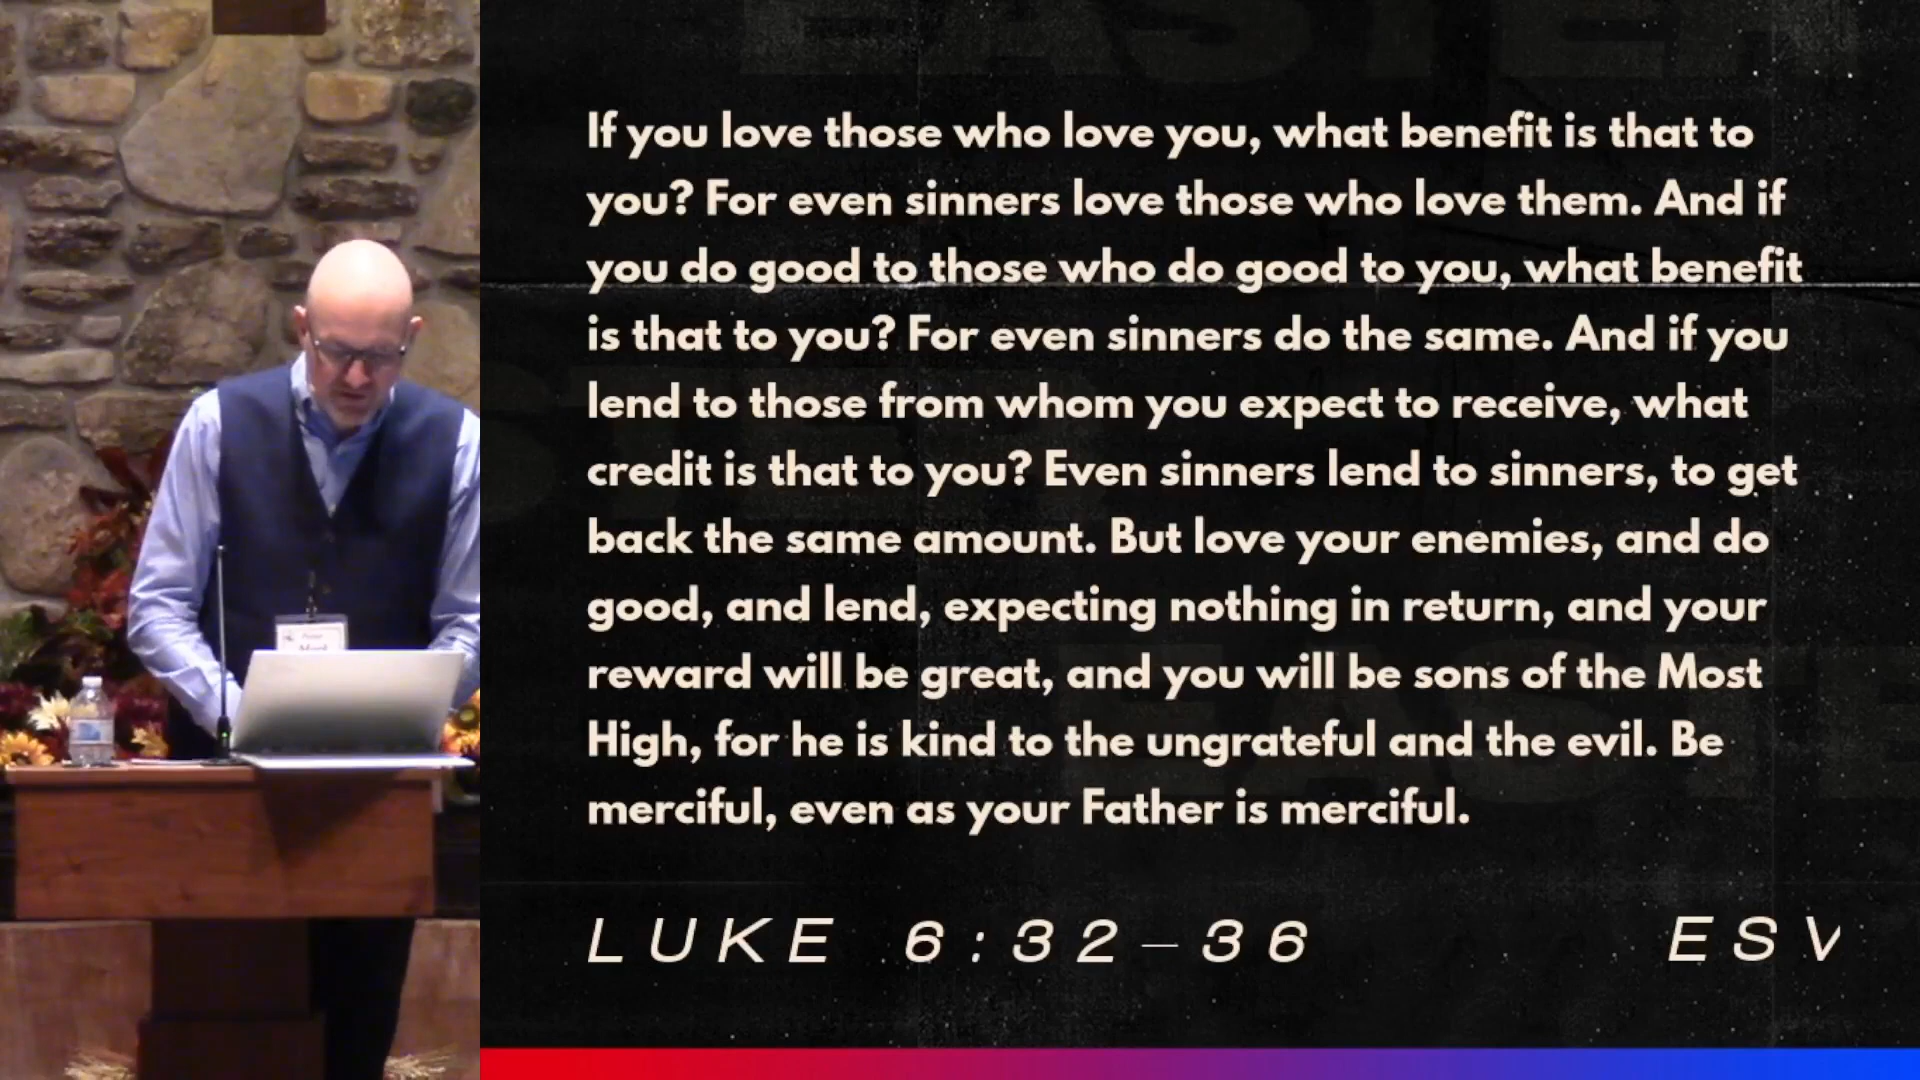 If you love those who love you, what benefit is that to
you? For even sinners love those who love them. And if
you do good to those who do good to you, what benefit
is that to you? For even sinners do the same. And if you
lend to those from whom you expect to receive, what
credit is that to you? Even sinners lend to sinners, to get
back the same amount. But love your enemies, and do
good, and lend, expecting nothing in return, and your
reward will be great, and you will be sons of the Most
High, for he is kind to the ungrateful and the evil. Be
merciful, even as your Father is merciful.
LUKE 6:32–36 ESV